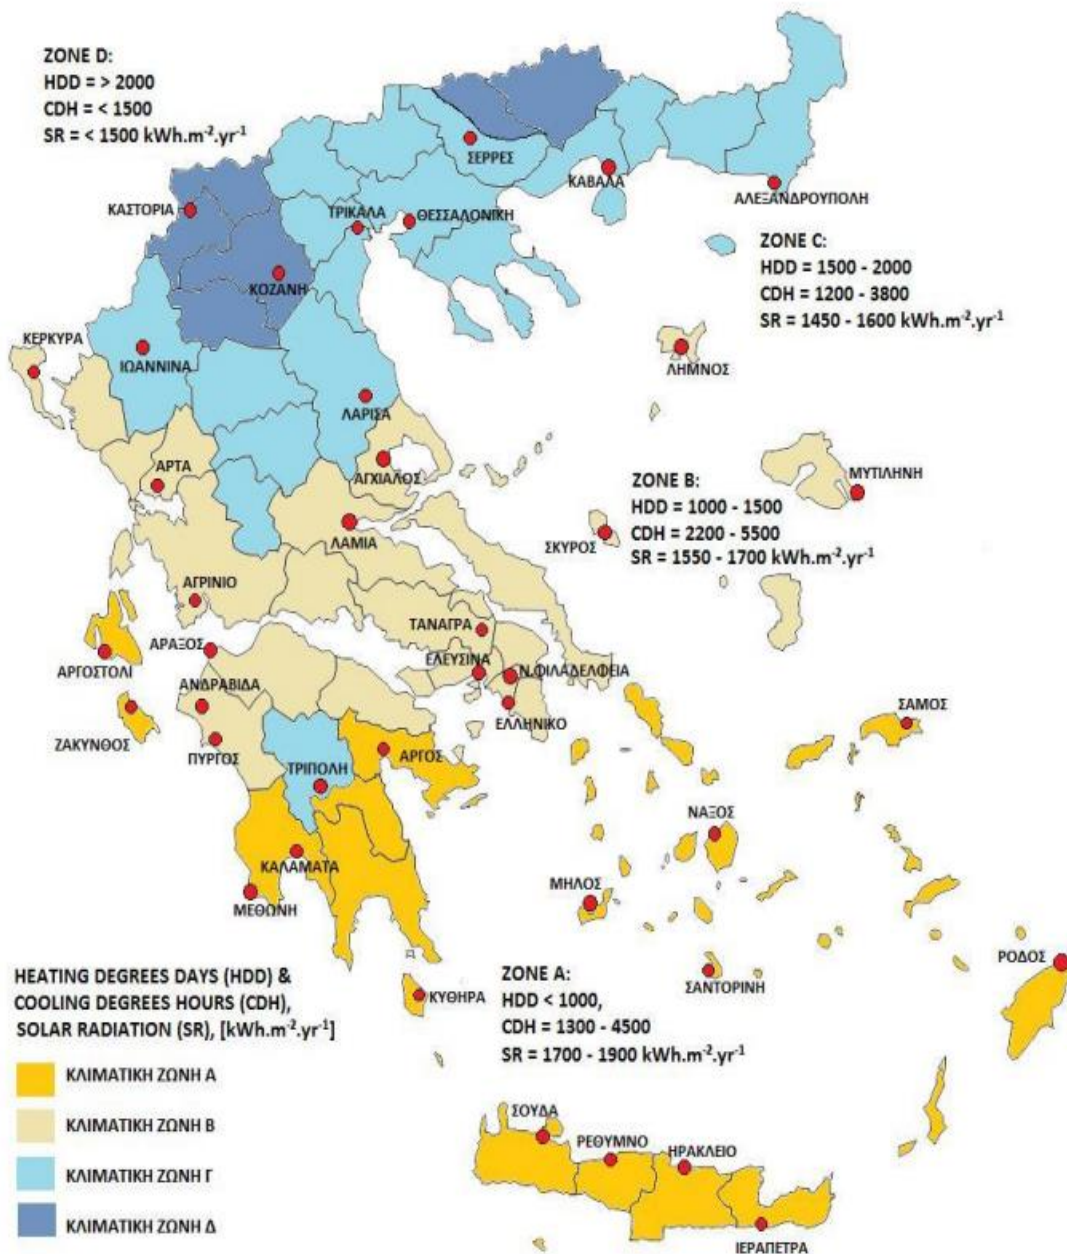 ZONE D:
HDD = > 2000
CDH = < 1500
SR = < 1500 kWh.m⁻².yr⁻¹
ΣΕΡΡΕΣ
ΚΑΒΑΛΑ
ΑΛΕΞΑΝΔΡΟΥΠΟΛΗ
ΚΑΣΤΟΡΙΑ
ΤΡΙΚΑΛΑ
ΘΕΣΣΑΛΟΝΙΚΗ
ZONE C:
HDD = 1500 - 2000
CDH = 1200 - 3800
SR = 1450 - 1600 kWh.m⁻².yr⁻¹
ΚΟΖΑΝΗ
ΚΕΡΚΥΡΑ
ΙΩΑΝΝΙΝΑ
ΛΗΜΝΟΣ
ΛΑΡΙΣΑ
ΑΡΤΑ
ΑΓΧΙΑΛΟΣ
ZONE B:
HDD = 1000 - 1500
CDH = 2200 - 5500
SR = 1550 - 1700 kWh.m⁻².yr⁻¹
ΜΥΤΙΛΗΝΗ
ΛΑΜΙΑ
ΣΚΥΡΟΣ
ΑΓΡΙΝΙΟ
ΤΑΝΑΓΡΑ
ΑΡΑΞΟΣ
ΑΡΓΟΣΤΟΛΙ
ΕΛΕΥΣΙΝΑ
Ν.ΦΙΛΑΔΕΛΦΕΙΑ
ΑΝΔΡΑΒΙΔΑ
ΕΛΛΗΝΙΚΟ
ΣΑΜΟΣ
ΖΑΚΥΝΘΟΣ
ΠΥΡΓΟΣ
ΑΡΓΟΣ
ΤΡΙΠΟΛΗ
ΝΑΞΟΣ
ΚΑΛΑΜΑΤΑ
ΜΕΘΩΝΗ
ΜΗΛΟΣ
ΡΟΔΟΣ
ΣΑΝΤΟΡΙΝΗ
ΚΥΘΗΡΑ
ZONE A:
HDD < 1000,
CDH = 1300 - 4500
SR = 1700 - 1900 kWh.m⁻².yr⁻¹
HEATING DEGREES DAYS (HDD) &
COOLING DEGREES HOURS (CDH),
SOLAR RADIATION (SR), [kWh.m⁻².yr⁻¹]
ΚΛΙΜΑΤΙΚΗ ΖΩΝΗ Α
ΚΛΙΜΑΤΙΚΗ ΖΩΝΗ Β
ΚΛΙΜΑΤΙΚΗ ΖΩΝΗ Γ
ΚΛΙΜΑΤΙΚΗ ΖΩΝΗ Δ
ΣΟΥΔΑ
ΡΕΘΥΜΝΟ
ΗΡΑΚΛΕΙΟ
ΙΕΡΑΠΕΤΡΑ